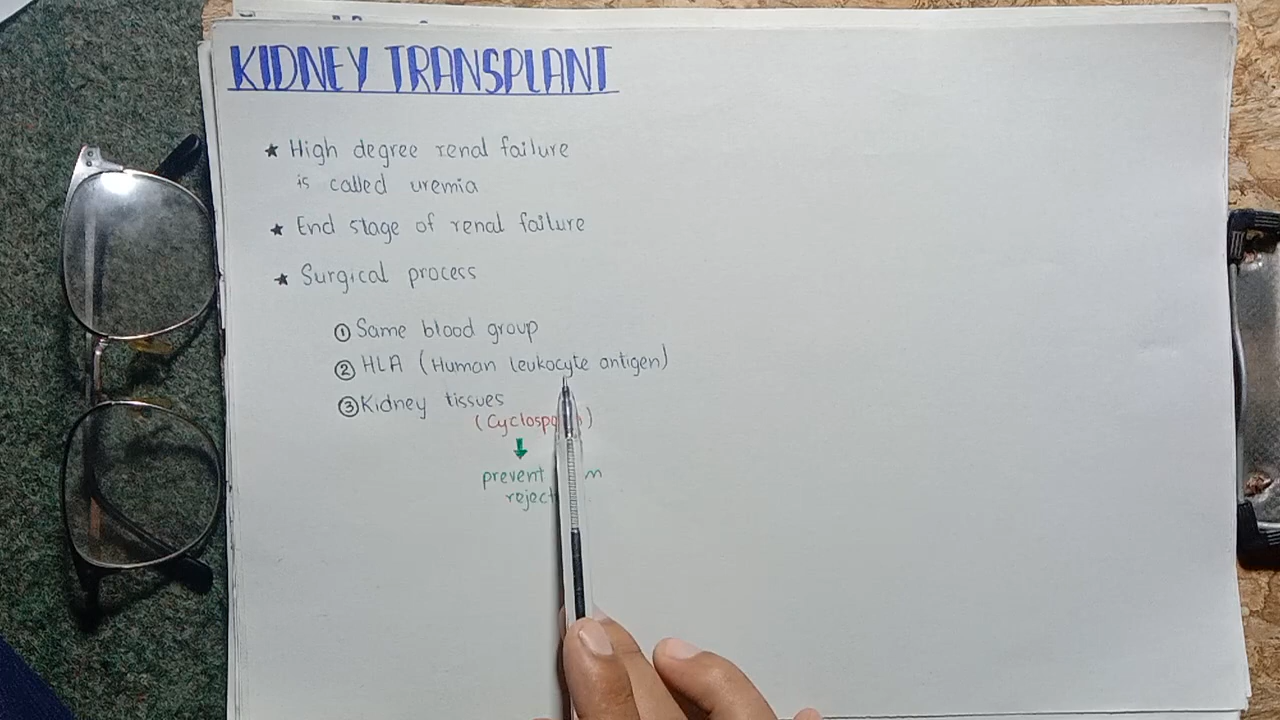 KIDNEY TRANSPLANT
★ High degree renal failure
is called uremia
★ End stage of renal failure
★ Surgical process
① Same blood group
② HLA (Human leukocyte antigen)
③ Kidney tissues
prevent